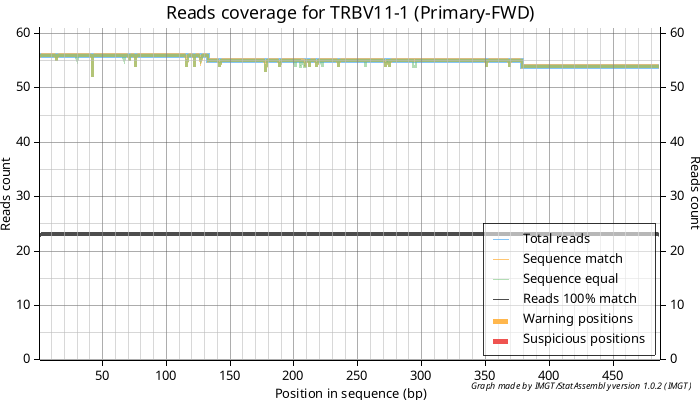 Reads coverage for TRBV11-1 (Primary-FWD)
60 60
50 50
40 40
30 30
20 20
10 10
0 0
Reads count
Reads count
Total reads
Sequence match
Sequence equal
Reads 100% match
Warning positions
Suspicious positions
50 100 150 200 250 300 350 400 450
Position in sequence (bp)
Graph made by IMGT/StatAssembly version 1.0.2 (IMGT)